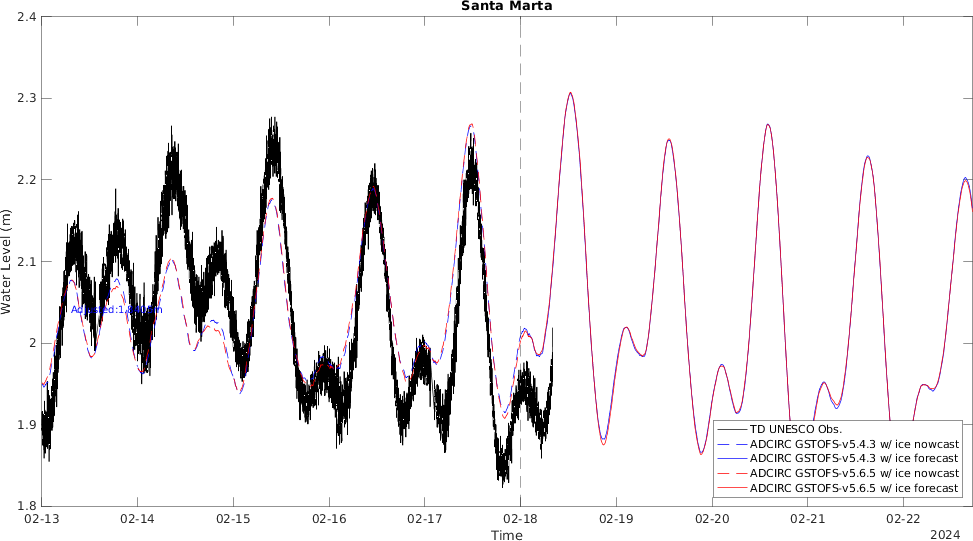 Santa Marta
2.4
2.3
2.2
2.1
2
1.9
1.8
Water Level (m)
02-13
02-14
02-15
02-16
02-17
02-18
02-19
02-20
02-21
02-22
Time
2024
TD UNESCO Obs.
ADCIRC GSTOFS-v5.4.3 w/ ice nowcast
ADCIRC GSTOFS-v5.4.3 w/ ice forecast
ADCIRC GSTOFS-v5.6.5 w/ ice nowcast
ADCIRC GSTOFS-v5.6.5 w/ ice forecast